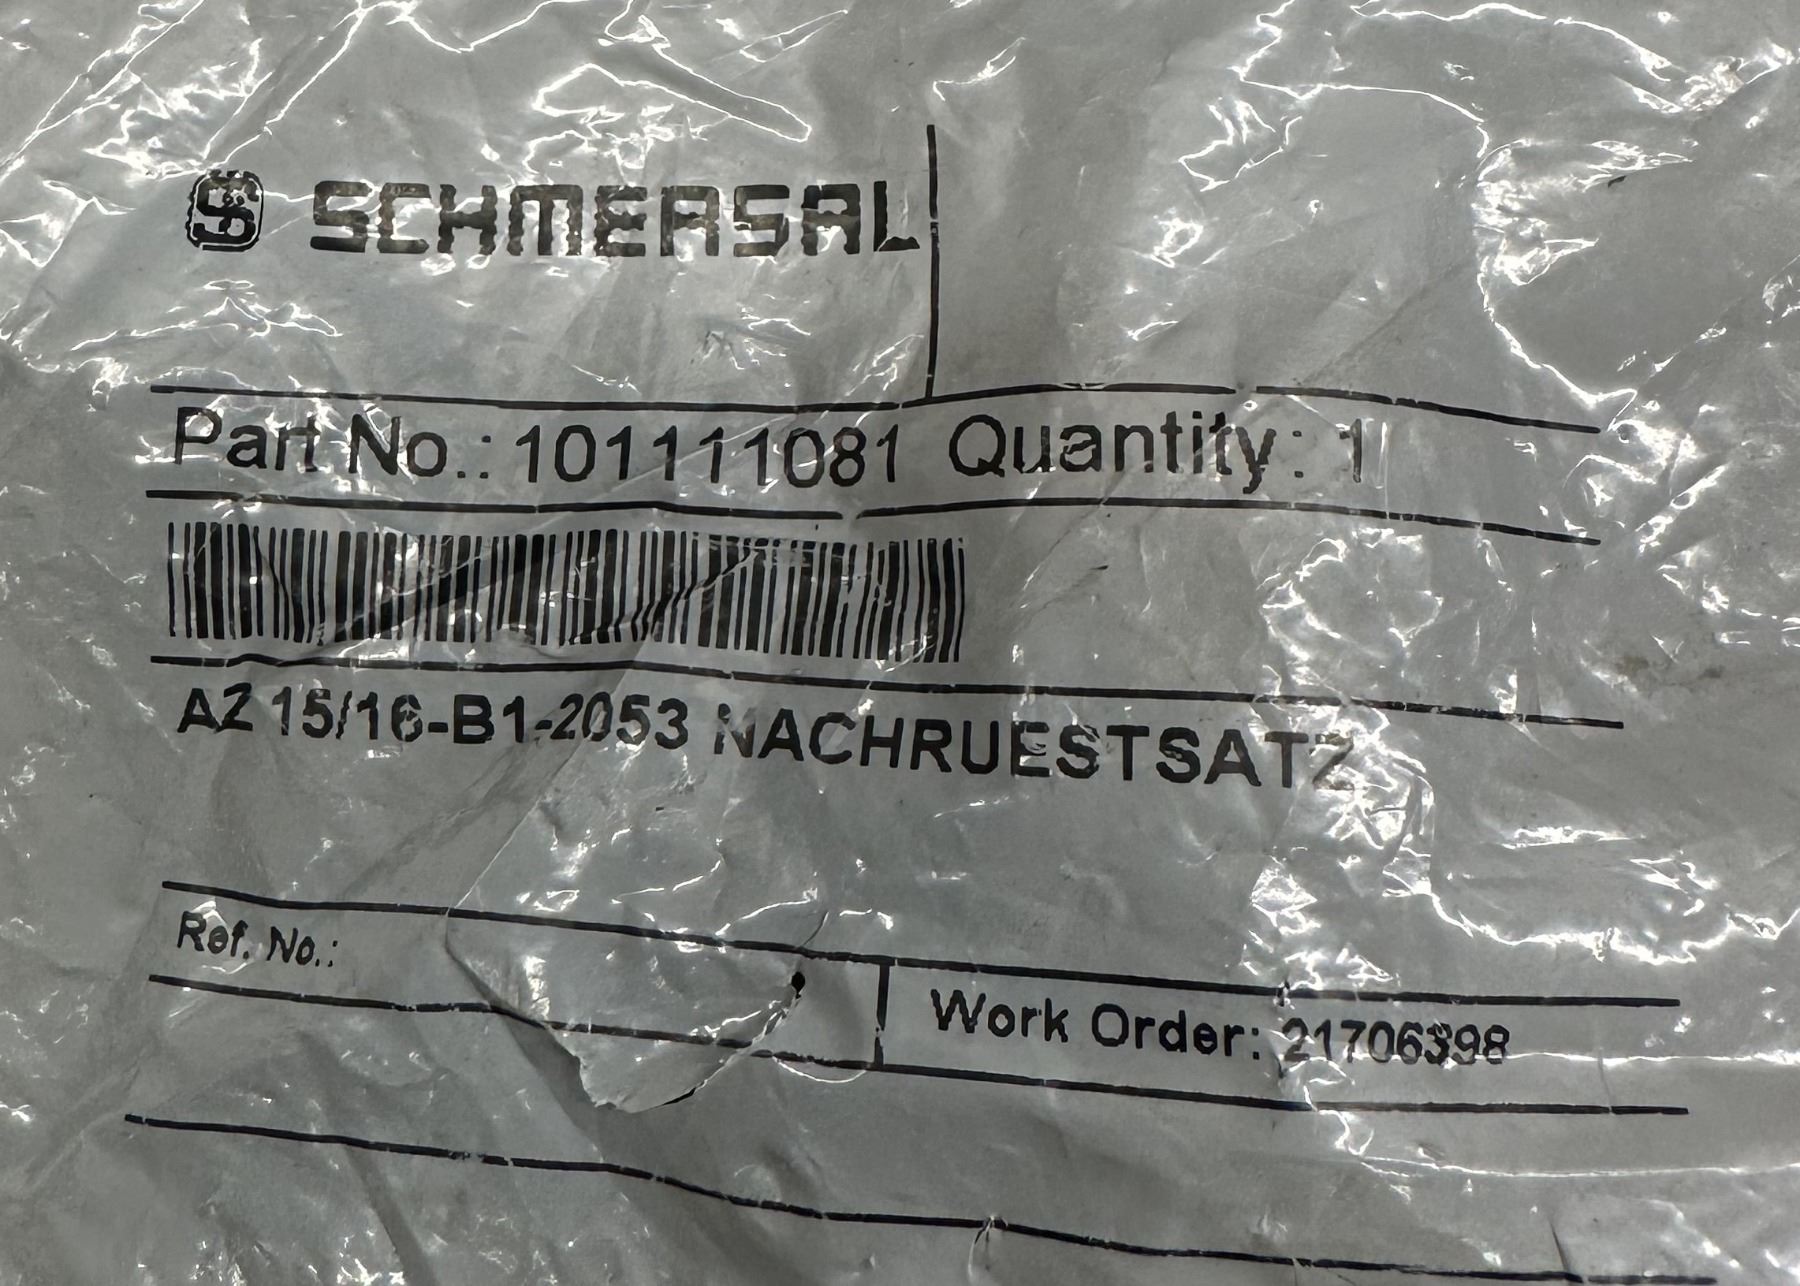 SCHMERSAL
Part No.: 101111081 Quantity: 1
AZ 15/16-B1-2053 NACHRUESTSATZ
Ref. No.:
Work Order: 21706398